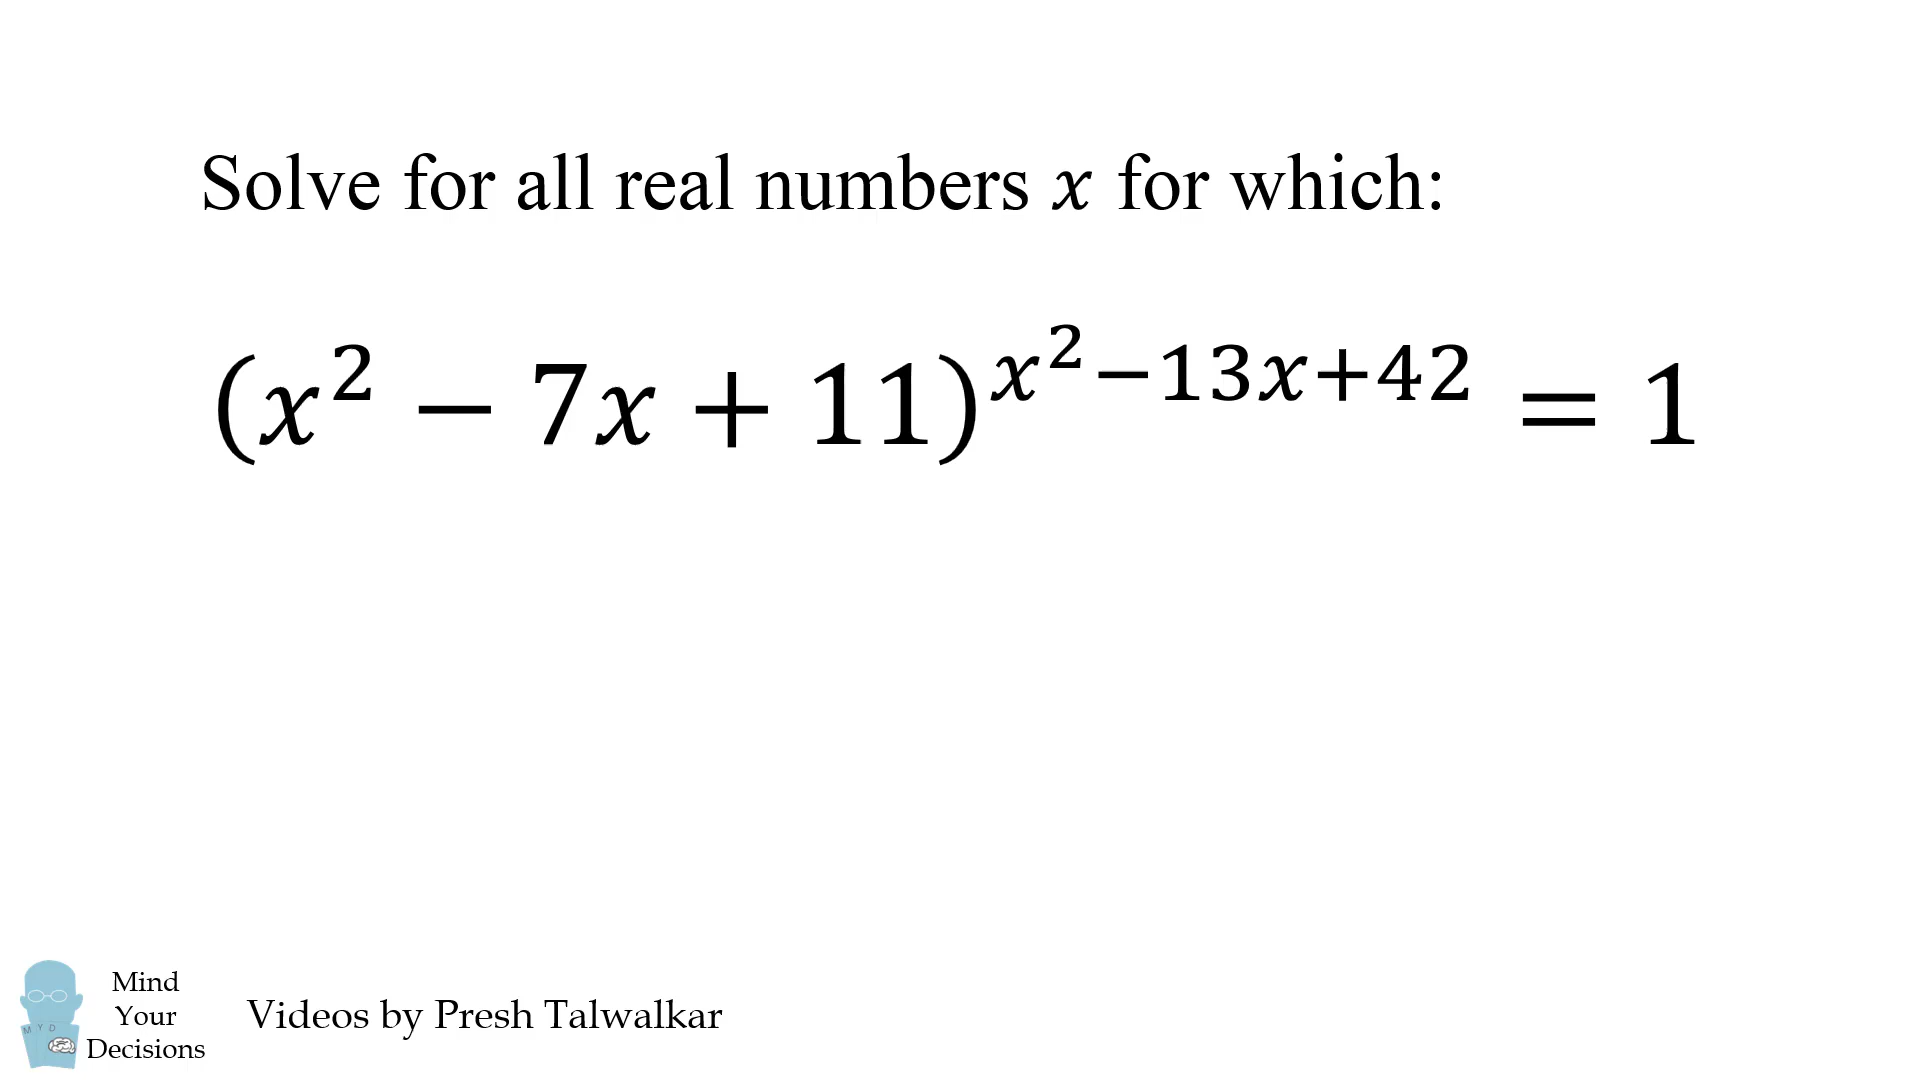 Solve for all real numbers x for which:
(x² − 7x + 11)^{x²−13x+42} = 1
Mind
Your
Decisions
M Y D
Videos by Presh Talwalkar